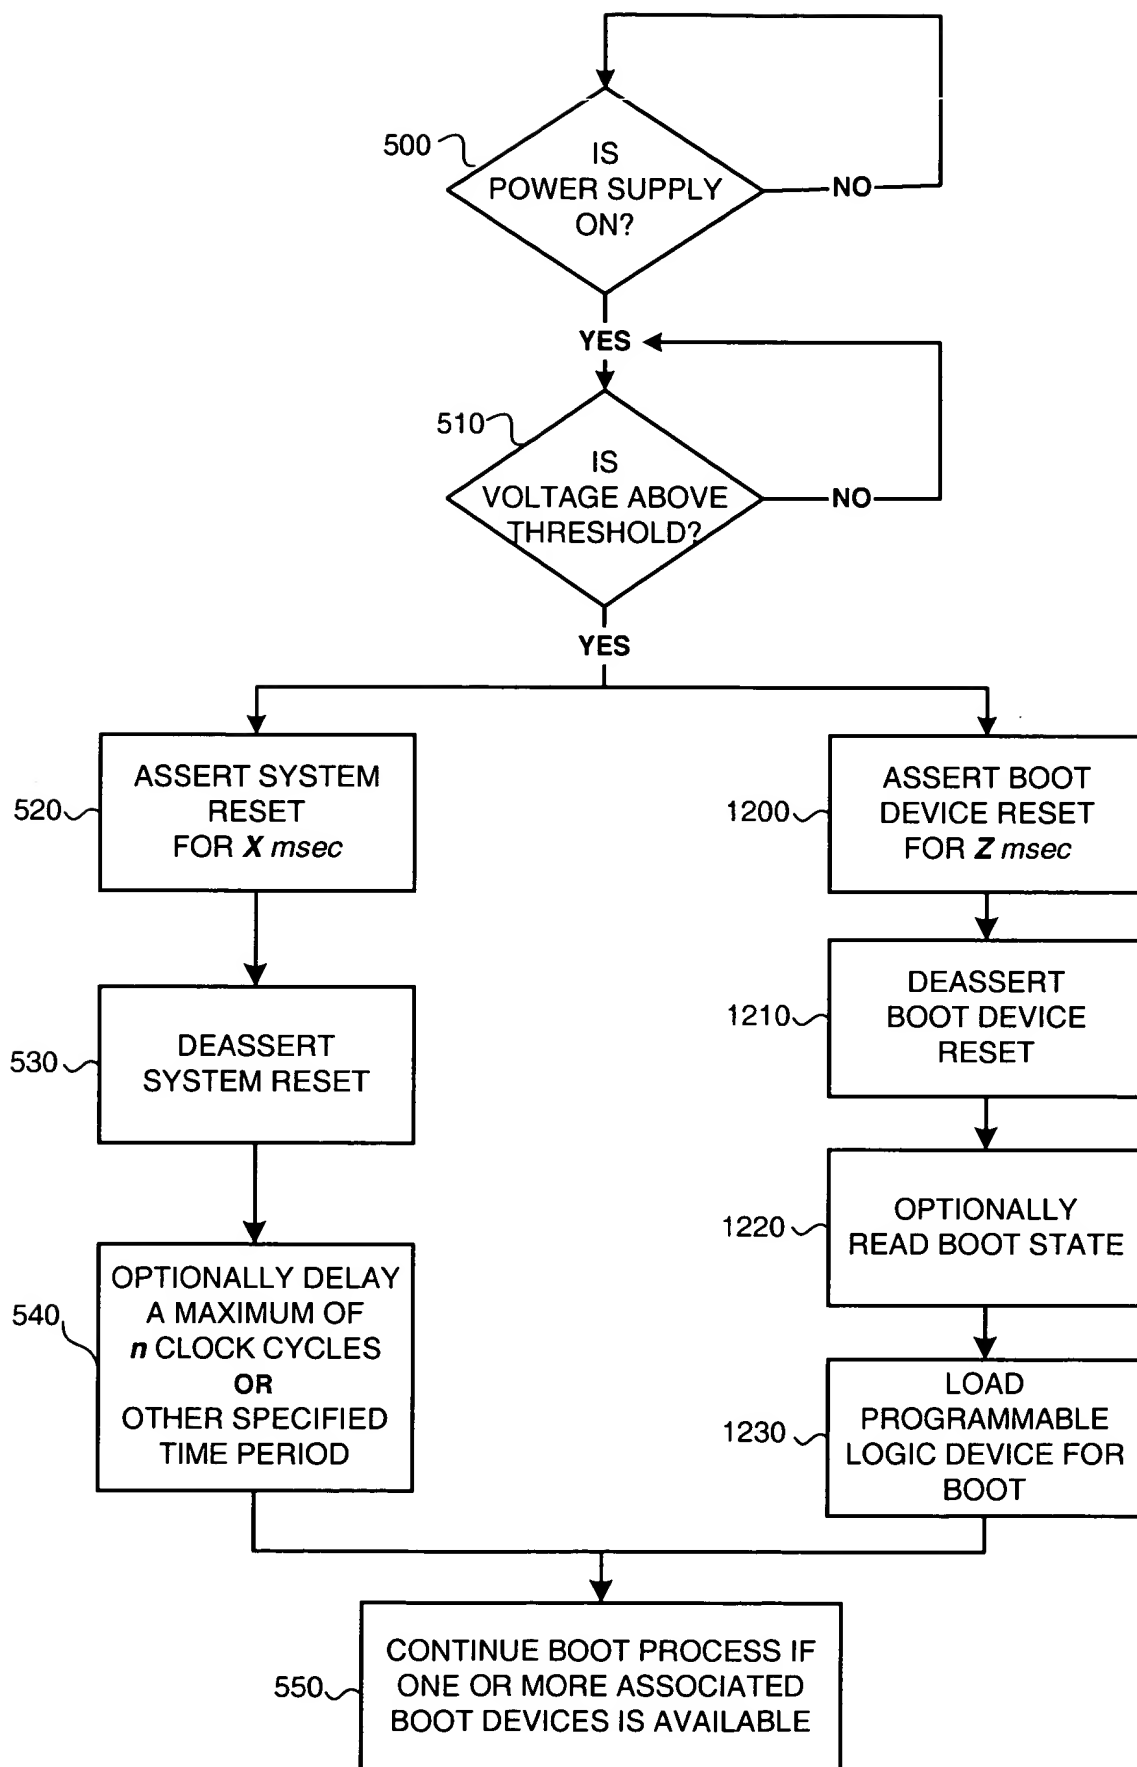 500
IS
POWER SUPPLY
ON?
NO
YES
510
IS
VOLTAGE ABOVE
THRESHOLD?
NO
YES
520
ASSERT SYSTEM
RESET
FOR X msec
1200
ASSERT BOOT
DEVICE RESET
FOR Z msec
530
DEASSERT
SYSTEM RESET
1210
DEASSERT
BOOT DEVICE
RESET
540
OPTIONALLY DELAY
A MAXIMUM OF
n CLOCK CYCLES
OR
OTHER SPECIFIED
TIME PERIOD
1220
OPTIONALLY
READ BOOT STATE
1230
LOAD
PROGRAMMABLE
LOGIC DEVICE FOR
BOOT
550
CONTINUE BOOT PROCESS IF
ONE OR MORE ASSOCIATED
BOOT DEVICES IS AVAILABLE